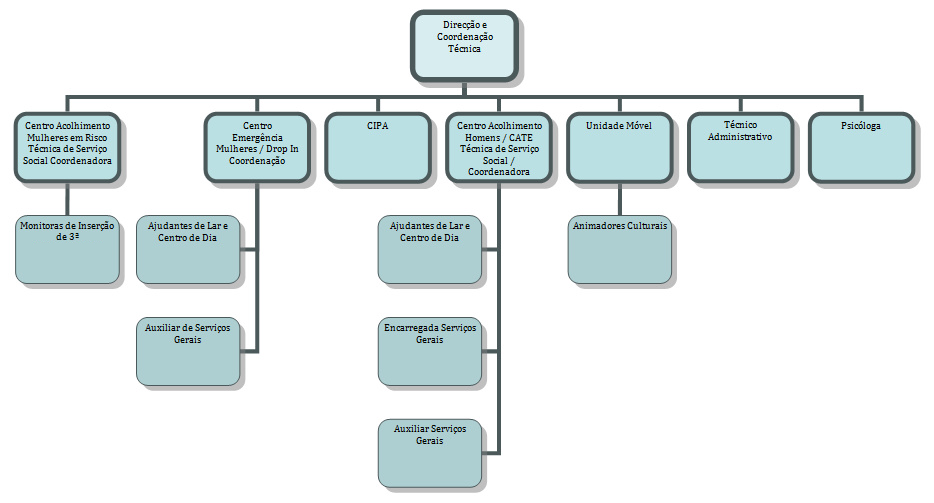 Direcção e
Coordenação
Técnica
Centro Acolhimento
Mulheres em Risco
Técnica de Serviço
Social Coordenadora
Centro
Emergência
Mulheres / Drop In
Coordenação
CIPA
Centro Acolhimento
Homens / CATE
Técnica de Serviço
Social /
Coordenadora
Unidade Móvel
Técnico
Administrativo
Psicóloga
Monitoras de Inserção
de 3ª
Ajudantes de Lar e
Centro de Dia
Ajudantes de Lar e
Centro de Dia
Animadores Culturais
Auxiliar de Serviços
Gerais
Encarregada Serviços
Gerais
Auxiliar Serviços
Gerais